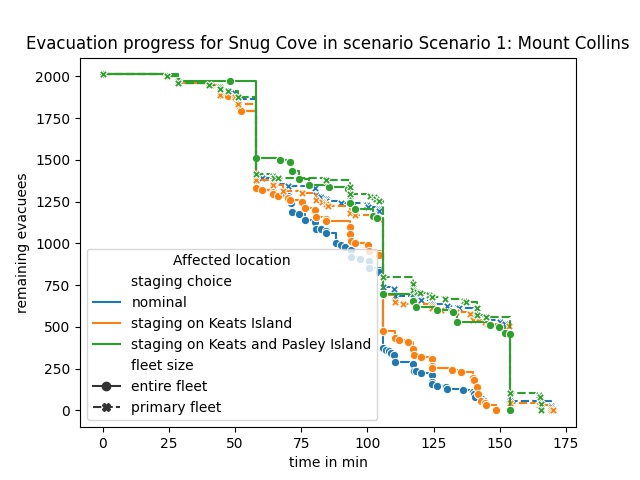 Evacuation progress for Snug Cove in scenario Scenario 1: Mount Collins
2000
1750
1500
1250
1000
750
500
250
0
remaining evacuees
Affected location
staging choice
nominal
staging on Keats Island
staging on Keats and Pasley Island
fleet size
entire fleet
primary fleet
0
25
50
75
100
125
150
175
time in min